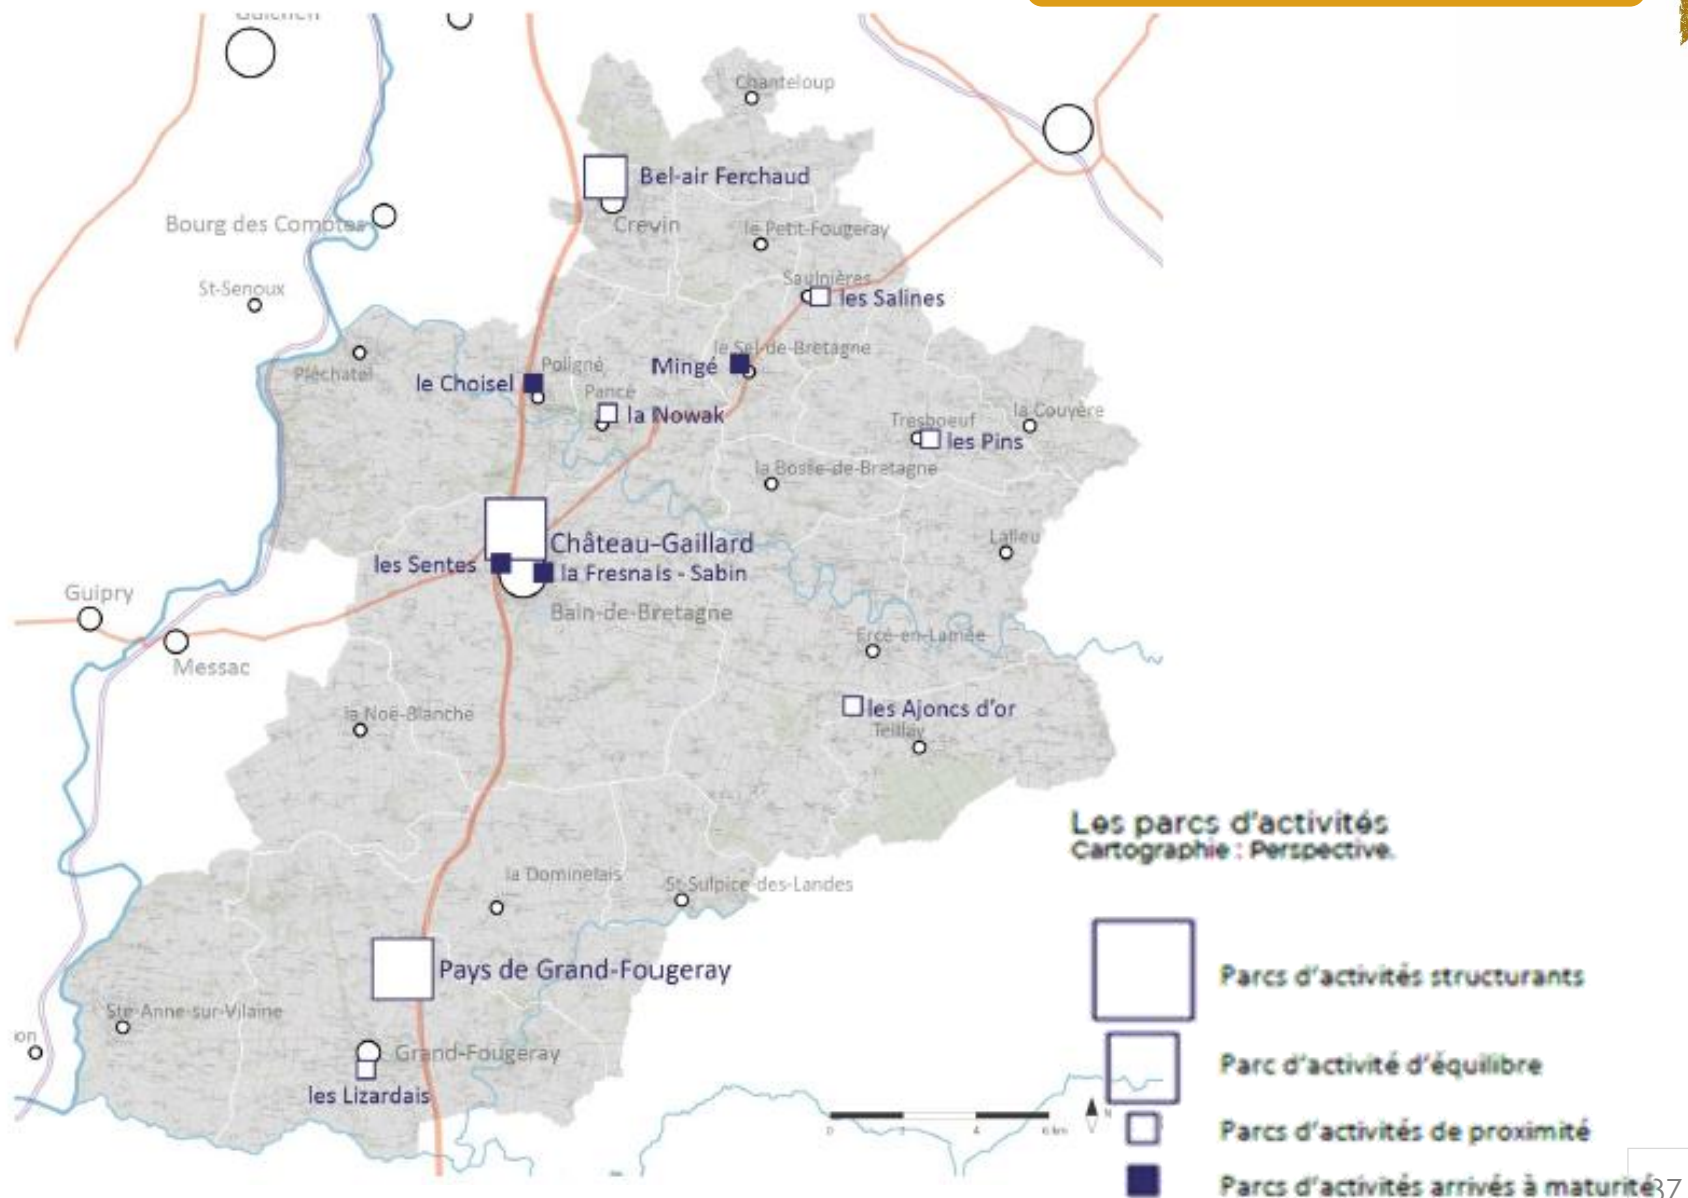 Chanteloup
Bel-air Ferchaud
Crevin
Bourg des Comptes
le Petit-Fougeray
Saulnières
St-Senoux
les Salines
le Sel-de-Bretagne
Pléchatel
Poligné
Mingé
le Choisel
Pancé
la Nowak
Tresboeuf
la Couyère
les Pins
la Bosse-de-Bretagne
Lalleu
Château-Gaillard
les Sentes
la Fresnais - Sabin
Guipry
Bain-de-Bretagne
Ercé-en-Lamée
Messac
la Noë-Blanche
les Ajoncs d'or
Teillay
Les parcs d'activités
Cartographie : Perspective.
la Dominelais
St-Sulpice-des-Landes
Pays de Grand-Fougeray
Parcs d'activités structurants
Ste-Anne-sur-Vilaine
on
Grand-Fougeray
Parc d'activité d'équilibre
les Lizardais
N
Parcs d'activités de proximité
Parcs d'activités arrivés à maturité
37